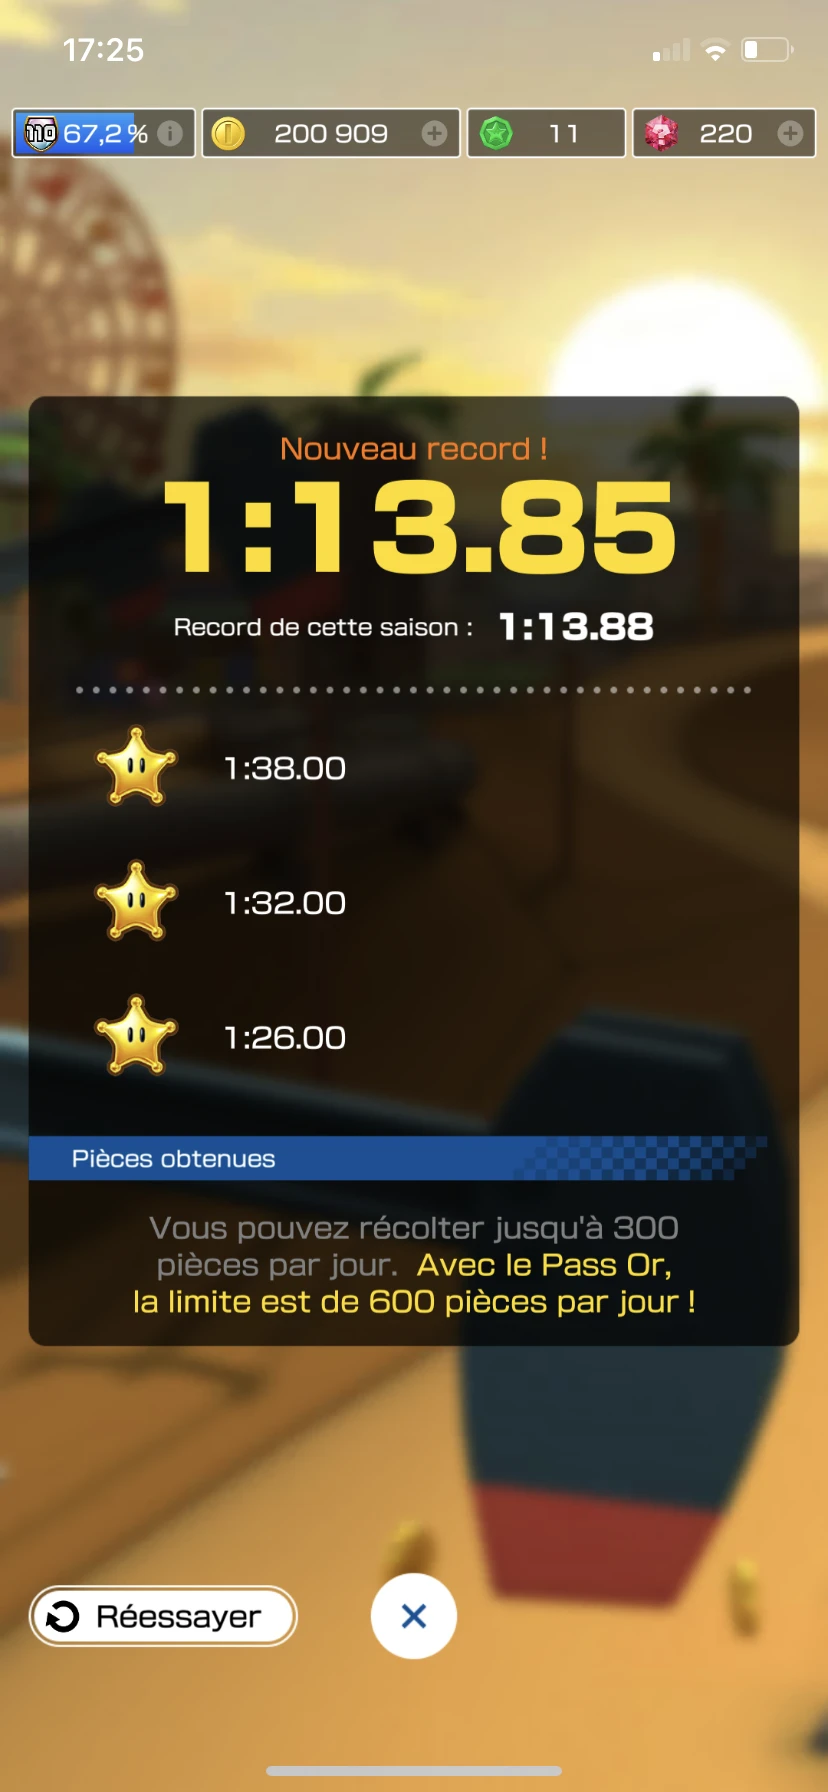 17:25
110 67,2 % i 200 909 + 11 220 +
Nouveau record !
1:13.85
Record de cette saison : 1:13.88
1:38.00
1:32.00
1:26.00
Pièces obtenues
Vous pouvez récolter jusqu'à 300
pièces par jour. Avec le Pass Or,
la limite est de 600 pièces par jour !
Réessayer